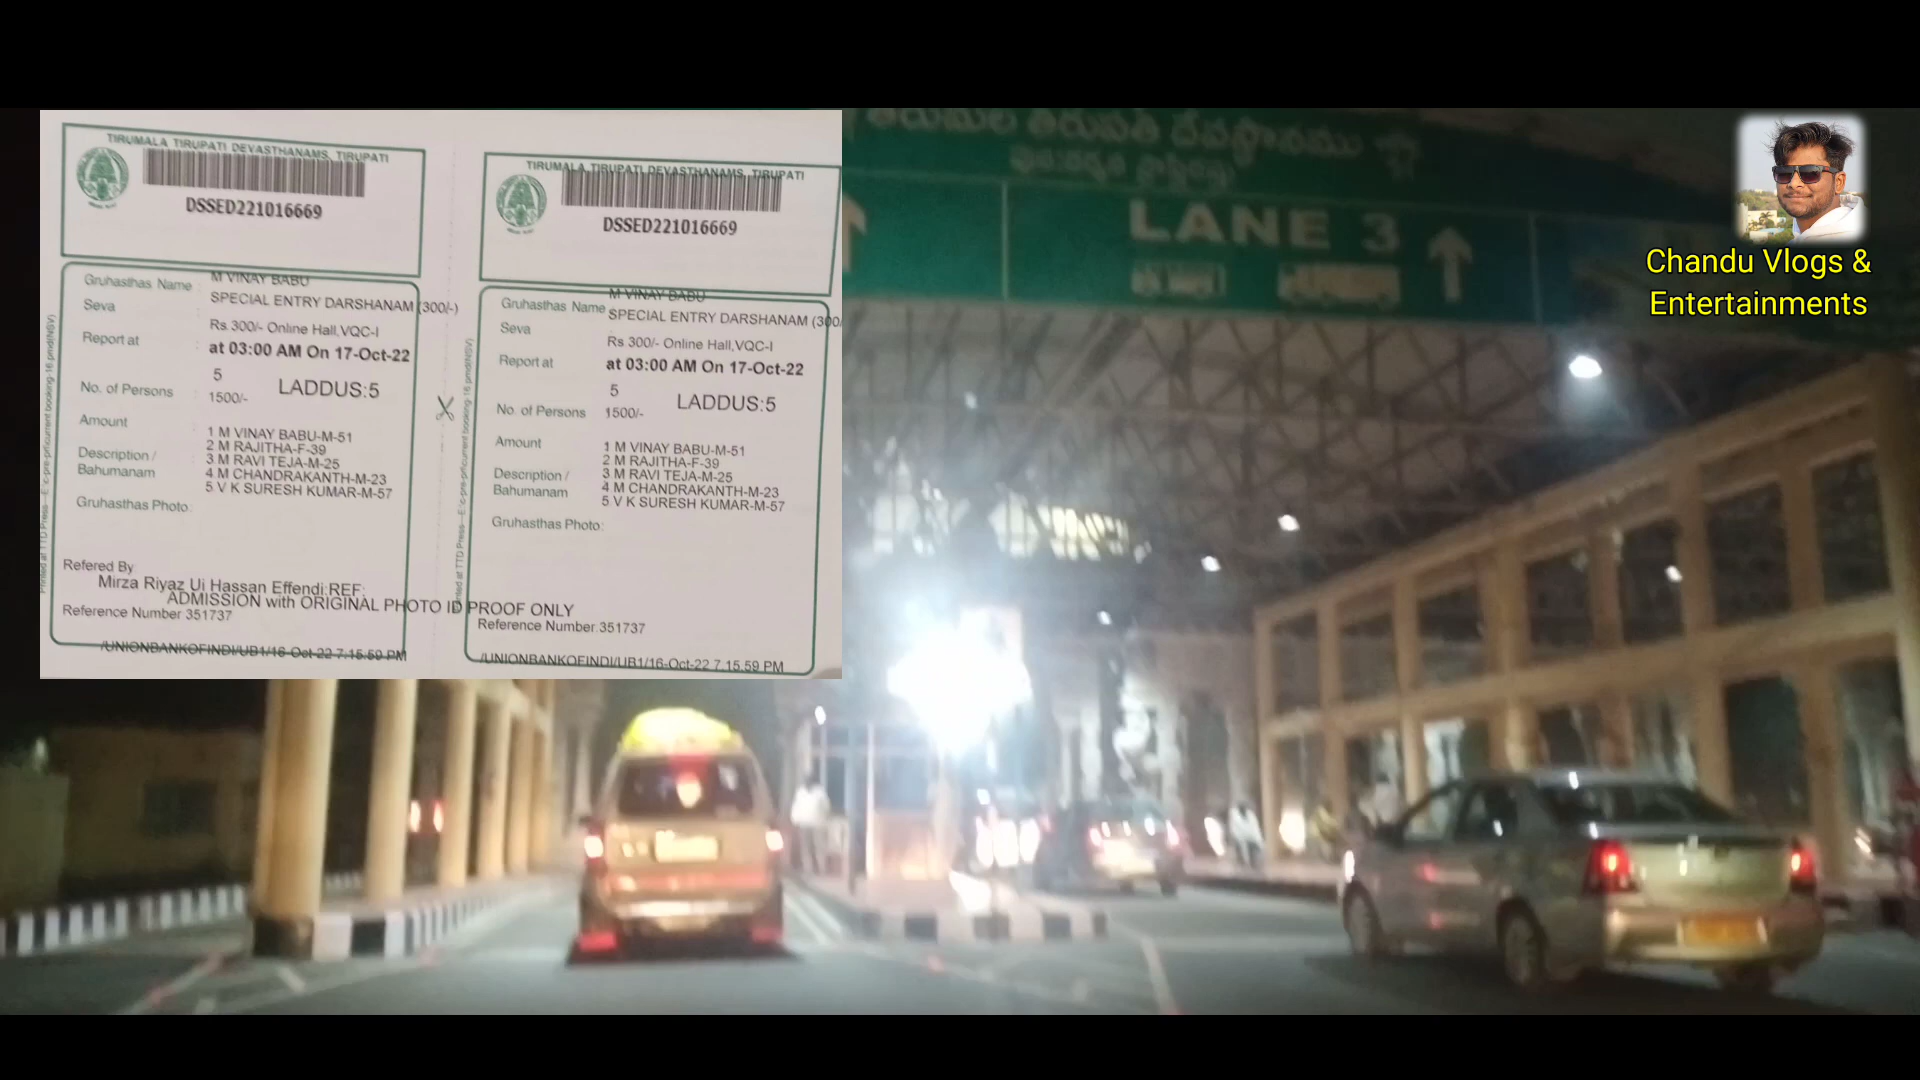 TIRUMALA TIRUPATI DEVASTHANAMS, TIRUPATI
DSSED221016669
Gruhasthas Name : M VINAY BABU
Seva SPECIAL ENTRY DARSHANAM (300/-)
Rs 300/- Online Hall,VQC-I
Report at : at 03:00 AM On 17-Oct-22
No. of Persons : 5 LADDUS:5
Amount 1500/-
Description / Bahumanam
1 M VINAY BABU-M-51
2 M RAJITHA-F-39
3 M RAVI TEJA-M-25
4 M CHANDRAKANTH-M-23
5 V K SURESH KUMAR-M-57
Gruhasthas Photo:
Refered By
Mirza Riyaz Ui Hassan Effendi:REF:
ADMISSION with ORIGINAL PHOTO ID PROOF ONLY
Reference Number 351737
/UNIONBANKOFINDI/UB1/16-Oct-22 7:15:59 PM
TIRUMALA TIRUPATI DEVASTHANAMS, TIRUPATI
DSSED221016669
Gruhasthas Name M VINAY BABU
Seva SPECIAL ENTRY DARSHANAM (300/
Rs 300/- Online Hall,VQC-I
Report at at 03:00 AM On 17-Oct-22
No. of Persons 5 LADDUS:5
Amount 1500/-
Description / Bahumanam
1 M VINAY BABU-M-51
2 M RAJITHA-F-39
3 M RAVI TEJA-M-25
4 M CHANDRAKANTH-M-23
5 V K SURESH KUMAR-M-57
Gruhasthas Photo:
Reference Number.351737
/UNIONBANKOFINDI/UB1/16-Oct-22 7.15.59 PM
తిరుమల తిరుపతి దేవస్థానము
LANE 3
Chandu Vlogs &
Entertainments